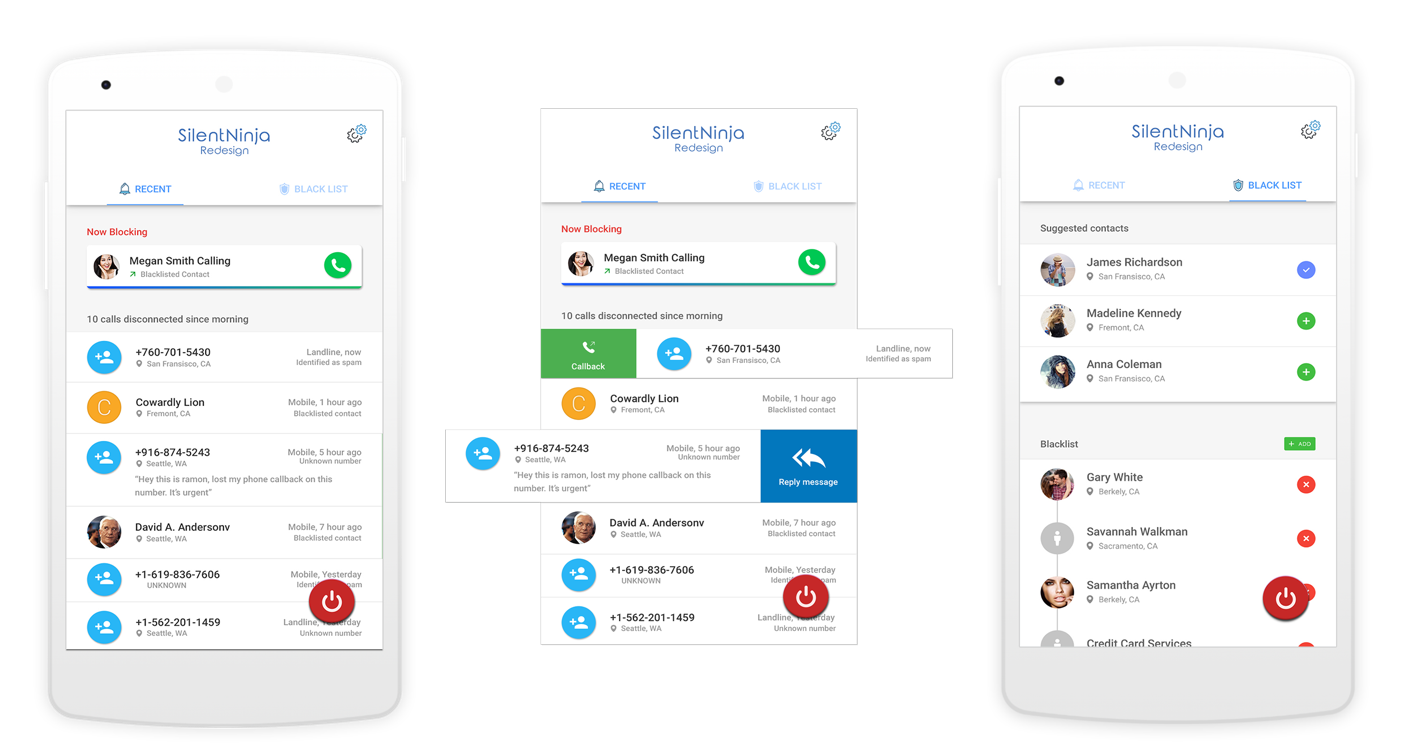 SilentNinja
Redesign
RECENT
BLACK LIST
Now Blocking
Megan Smith Calling
Blacklisted Contact
10 calls disconnected since morning
+760-701-5430
San Fransisco, CA
Landline, now
Identified as spam
C
Cowardly Lion
Fremont, CA
Mobile, 1 hour ago
Blacklisted contact
+916-874-5243
Seattle, WA
Mobile, 5 hour ago
Unknown number
“Hey this is ramon, lost my phone callback on this
number. It’s urgent”
David A. Andersonv
Seattle, WA
Mobile, 7 hour ago
Blacklisted contact
+1-619-836-7606
UNKNOWN
Mobile, Yesterday
+1-562-201-1459
Seattle, WA
Landline, Yesterday
Unknown number
SilentNinja
Redesign
RECENT
BLACK LIST
Now Blocking
Megan Smith Calling
Blacklisted Contact
10 calls disconnected since morning
Callback
+760-701-5430
San Fransisco, CA
Landline, now
Identified as spam
C
Cowardly Lion
Fremont, CA
Mobile, 1 hour ago
Blacklisted contact
+916-874-5243
Seattle, WA
Mobile, 5 hour ago
Unknown number
“Hey this is ramon, lost my phone callback on this
number. It’s urgent”
Reply message
David A. Andersonv
Seattle, WA
Mobile, 7 hour ago
Blacklisted contact
+1-619-836-7606
UNKNOWN
Mobile, Yesterday
+1-562-201-1459
Seattle, WA
Landline, Yesterday
Unknown number
SilentNinja
Redesign
RECENT
BLACK LIST
Suggested contacts
James Richardson
San Fransisco, CA
Madeline Kennedy
Fremont, CA
Anna Coleman
San Fransisco, CA
Blacklist
+ ADD
Gary White
Berkely, CA
Savannah Walkman
Sacramento, CA
Samantha Ayrton
Berkely, CA
Credit Card Services